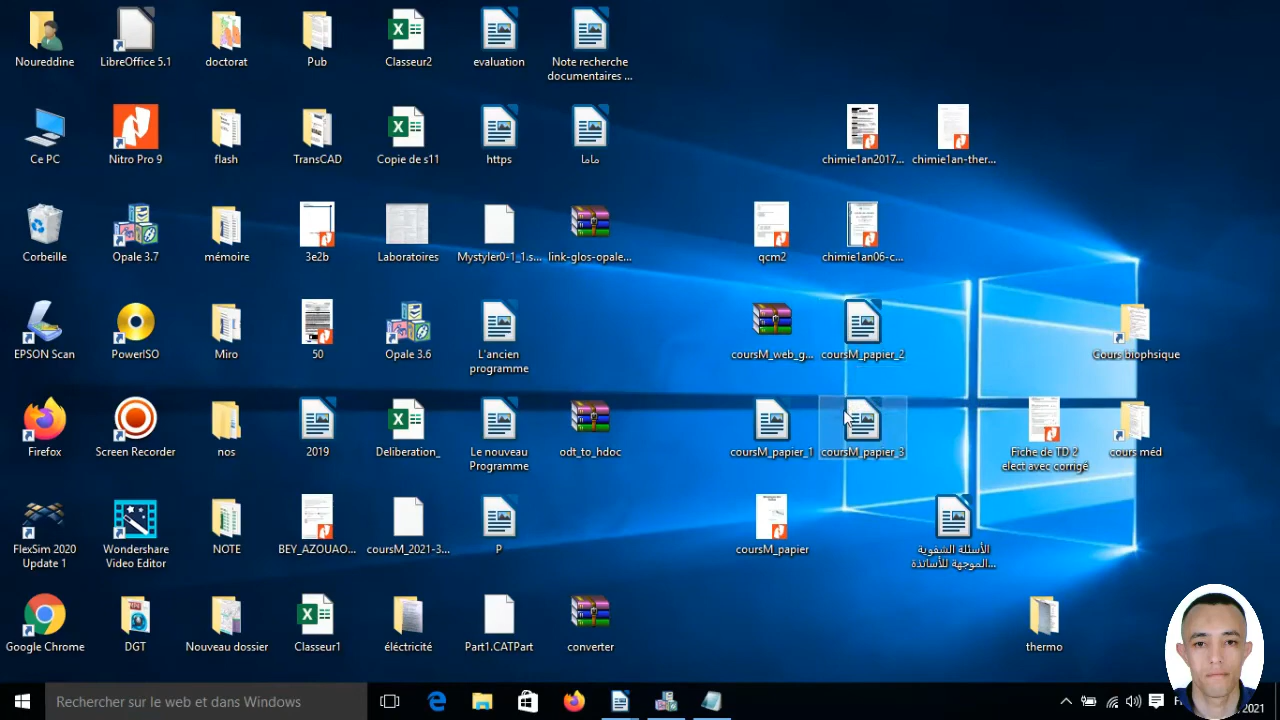 Noureddine
LibreOffice 5.1
doctorat
Pub
Classeur2
evaluation
Note recherche
documentaires ...
Ce PC
Nitro Pro 9
flash
TransCAD
Copie de s11
https
ماما
chimie1an2017...
chimie1an-ther...
Corbeille
Opale 3.7
mémoire
3e2b
Laboratoires
Mystyler0-1_1.s...
link-glos-opale...
qcm2
chimie1an06-c...
EPSON Scan
PowerISO
Miro
50
Opale 3.6
L'ancien
programme
coursM_web_g...
coursM_papier_2
Cours biophsique
Firefox
Screen Recorder
nos
2019
Deliberation_
Le nouveau
Programme
odt_to_hdoc
coursM_papier_1
coursM_papier_3
Fiche de TD 2
elect avec corrigé
cours méd
FlexSim 2020
Update 1
Wondershare
Video Editor
NOTE
BEY_AZOUAO...
coursM_2021-3...
P
coursM_papier
الأسئلة الشفوية
الموجهة للأساتذة...
Google Chrome
DGT
Nouveau dossier
Classeur1
éléctricité
Part1.CATPart
converter
thermo
Rechercher sur le web et dans Windows
2021